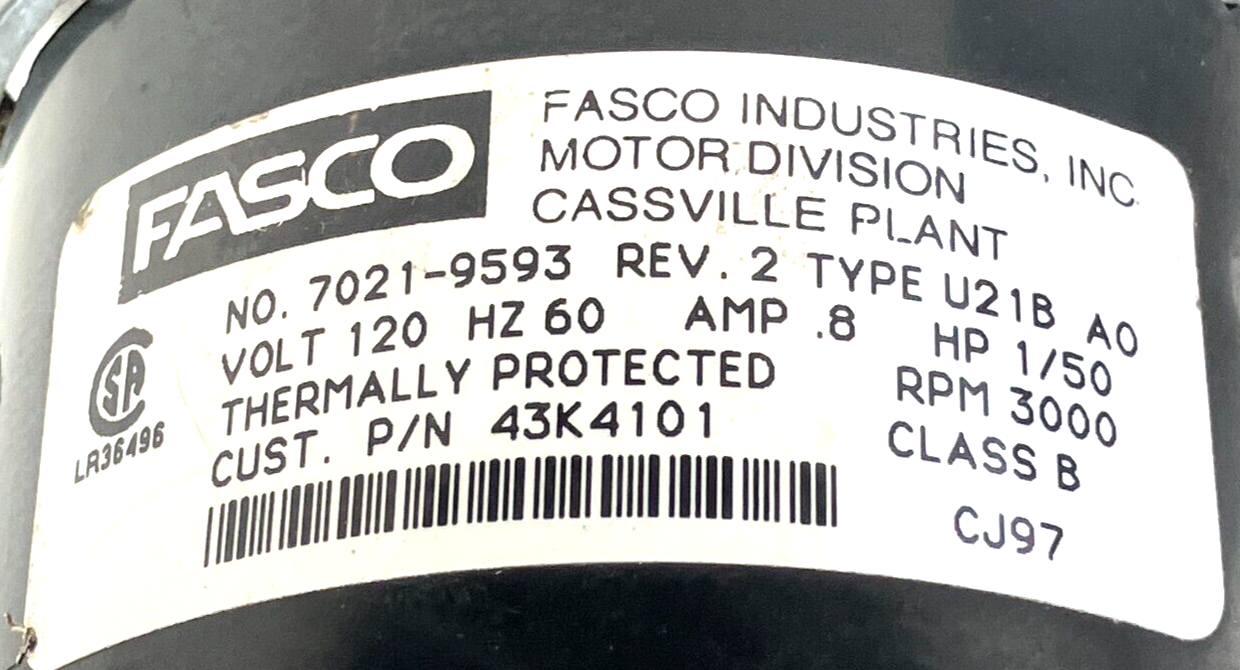 FASCO
FASCO INDUSTRIES, INC.
MOTOR DIVISION
CASSVILLE PLANT
NO. 7021-9593 REV. 2 TYPE U21B A0
VOLT 120 HZ 60 AMP .8 HP 1/50
THERMALLY PROTECTED RPM 3000
CUST. P/N 43K4101 CLASS B
CJ97
SA
LR36496